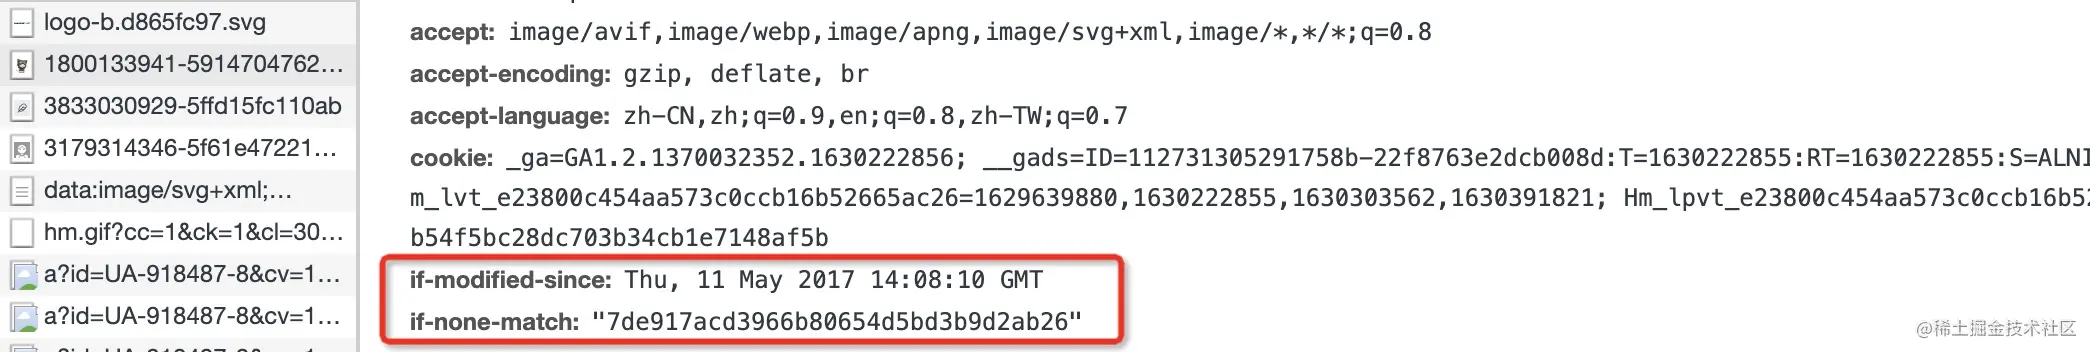 logo-b.d865fc97.svg
1800133941-5914704762...
3833030929-5ffd15fc110ab
3179314346-5f61e47221...
data:image/svg+xml;...
hm.gif?cc=1&ck=1&cl=30...
a?id=UA-918487-8&cv=1...
a?id=UA-918487-8&cv=1...
accept: image/avif,image/webp,image/apng,image/svg+xml,image/*,*/*;q=0.8
accept-encoding: gzip, deflate, br
accept-language: zh-CN,zh;q=0.9,en;q=0.8,zh-TW;q=0.7
cookie: _ga=GA1.2.1370032352.1630222856; __gads=ID=112731305291758b-22f8763e2dcb008d:T=1630222855:RT=1630222855:S=ALNI
m_lvt_e23800c454aa573c0ccb16b52665ac26=1629639880,1630222855,1630303562,1630391821; Hm_lpvt_e23800c454aa573c0ccb16b52
b54f5bc28dc703b34cb1e7148af5b
if-modified-since: Thu, 11 May 2017 14:08:10 GMT
if-none-match: "7de917acd3966b80654d5bd3b9d2ab26"
@稀土掘金技术社区